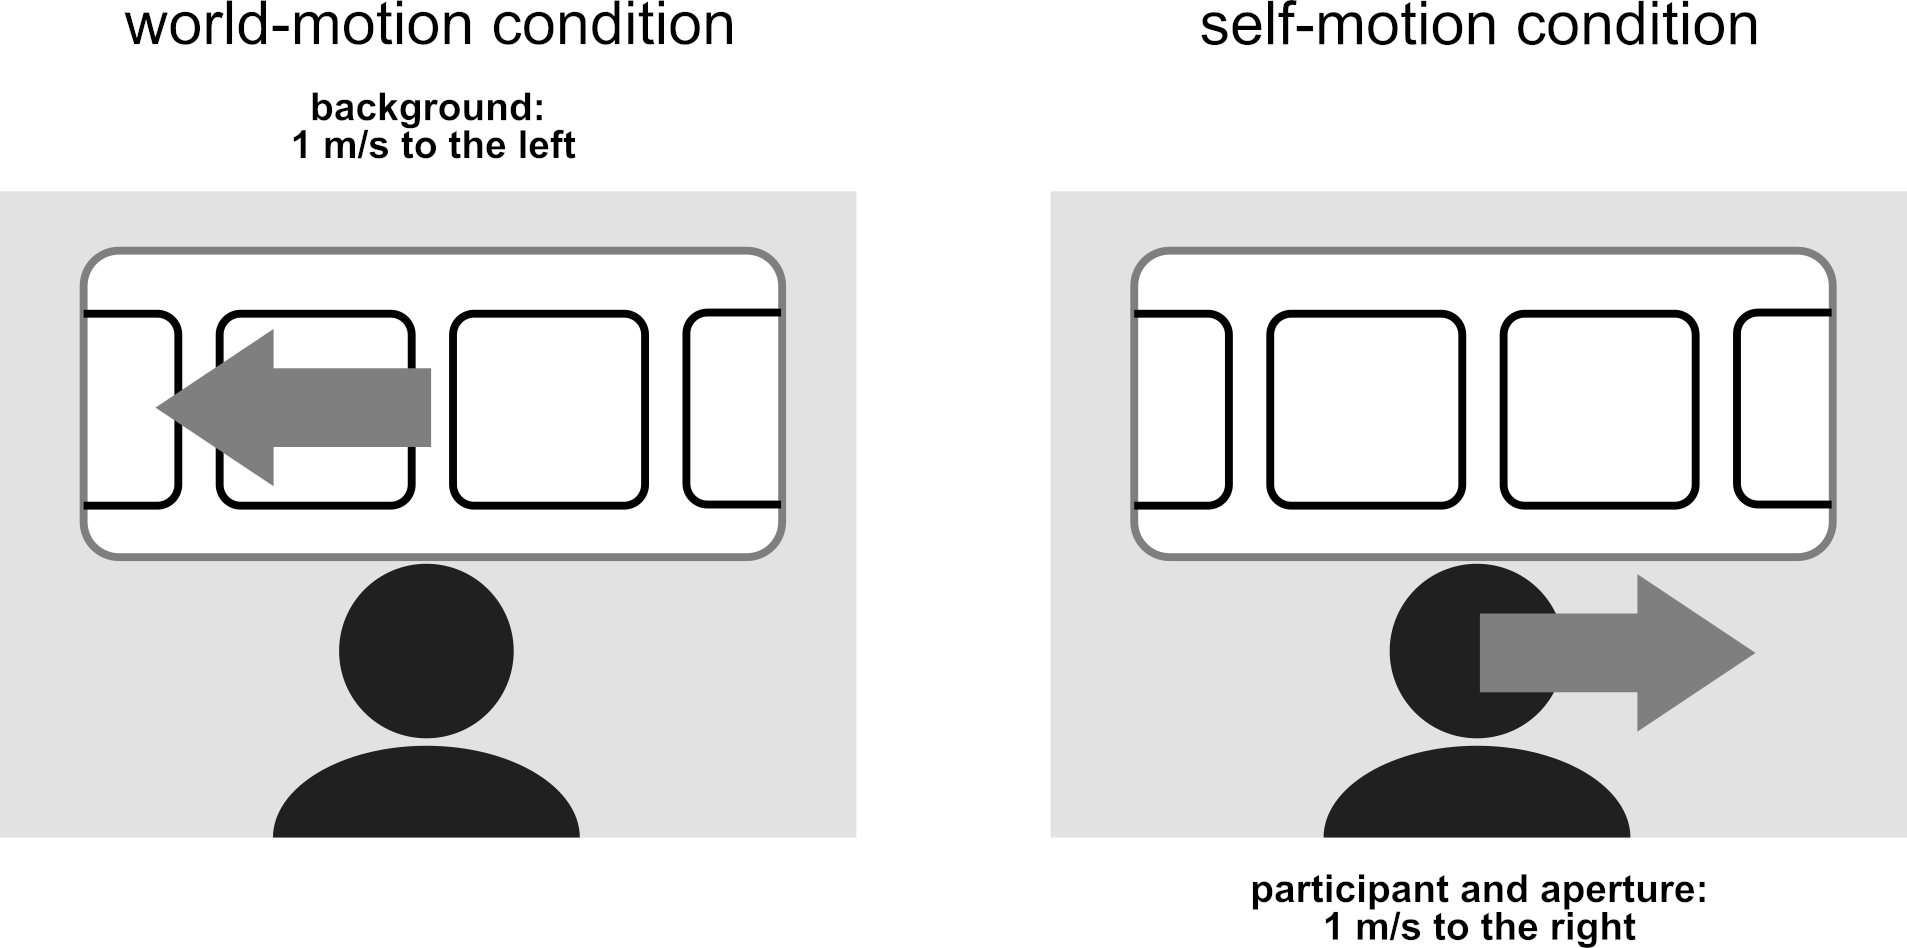 world-motion condition
background:
1 m/s to the left
self-motion condition
participant and aperture:
1 m/s to the right